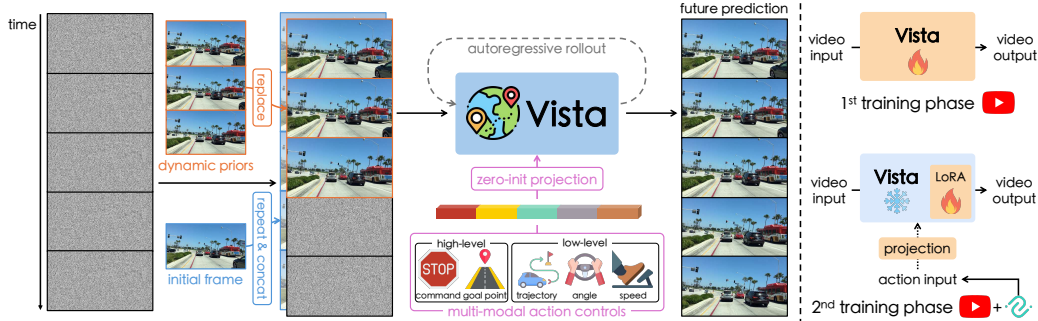 time
replace
dynamic priors
repeat & concat
initial frame
autoregressive rollout
Vista
zero-init projection
high-level
low-level
STOP
command
goal point
trajectory
angle
speed
multi-modal action controls
future prediction
video input
Vista
video output
1st training phase
video input
Vista
LoRA
video output
projection
action input
2nd training phase
+